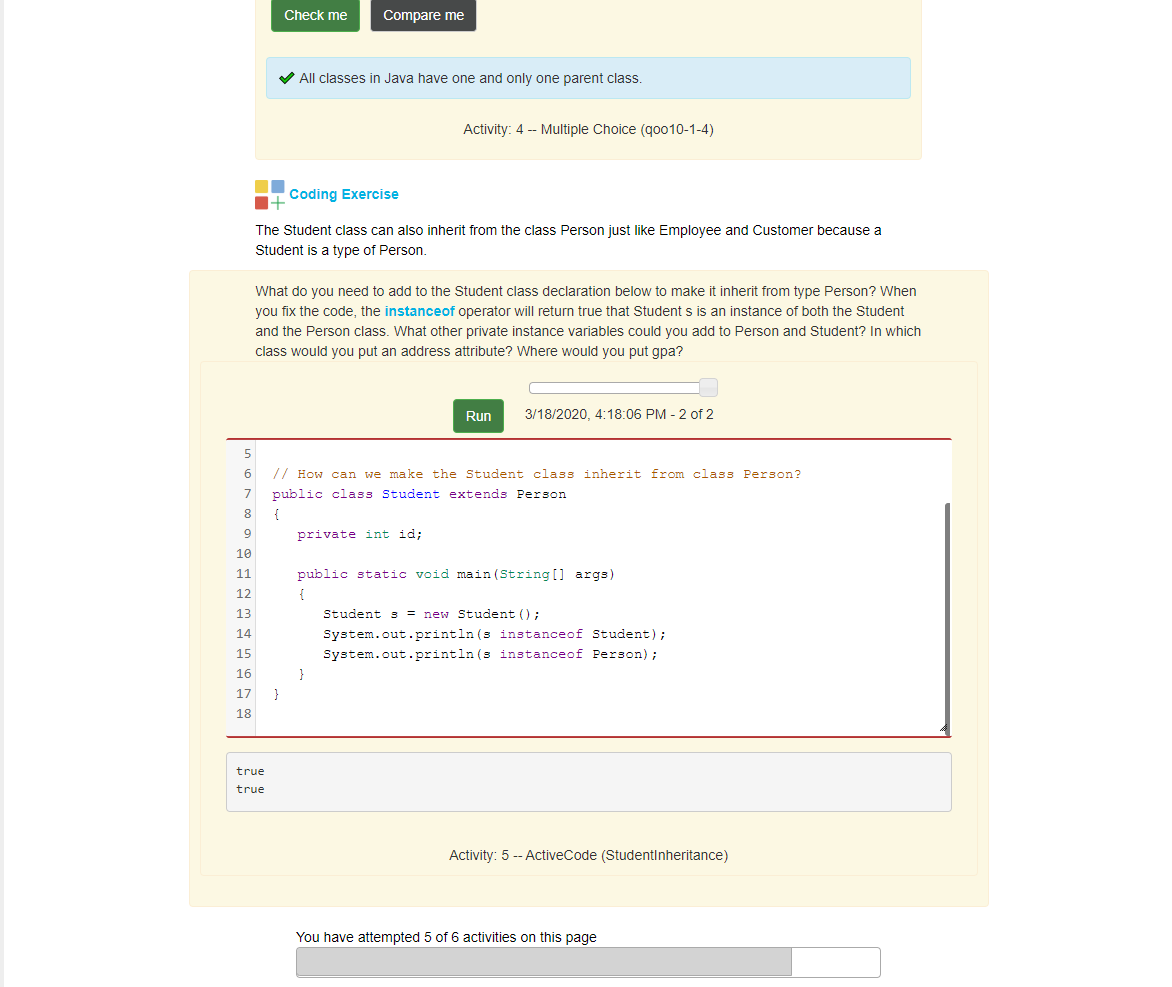 Check me Compare me
All classes in Java have one and only one parent class.
Activity: 4 -- Multiple Choice (qoo10-1-4)
Coding Exercise
The Student class can also inherit from the class Person just like Employee and Customer because a
Student is a type of Person.
What do you need to add to the Student class declaration below to make it inherit from type Person? When
you fix the code, the instanceof operator will return true that Student s is an instance of both the Student
and the Person class. What other private instance variables could you add to Person and Student? In which
class would you put an address attribute? Where would you put gpa?
Run 3/18/2020, 4:18:06 PM - 2 of 2
5
6 // How can we make the Student class inherit from class Person?
7 public class Student extends Person
8 {
9 private int id;
10
11 public static void main(String[] args)
12 {
13 Student s = new Student();
14 System.out.println(s instanceof Student);
15 System.out.println(s instanceof Person);
16 }
17 }
18
true
true
Activity: 5 -- ActiveCode (StudentInheritance)
You have attempted 5 of 6 activities on this page